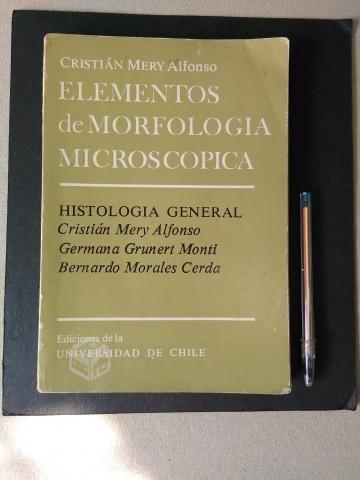 CRISTIÁN MERY Alfonso
ELEMENTOS
de MORFOLOGIA
MICROSCOPICA
HISTOLOGIA GENERAL
Cristián Mery Alfonso
Germana Grunert Monti
Bernardo Morales Cerda
Ediciones de la
UNIVERSIDAD DE CHILE